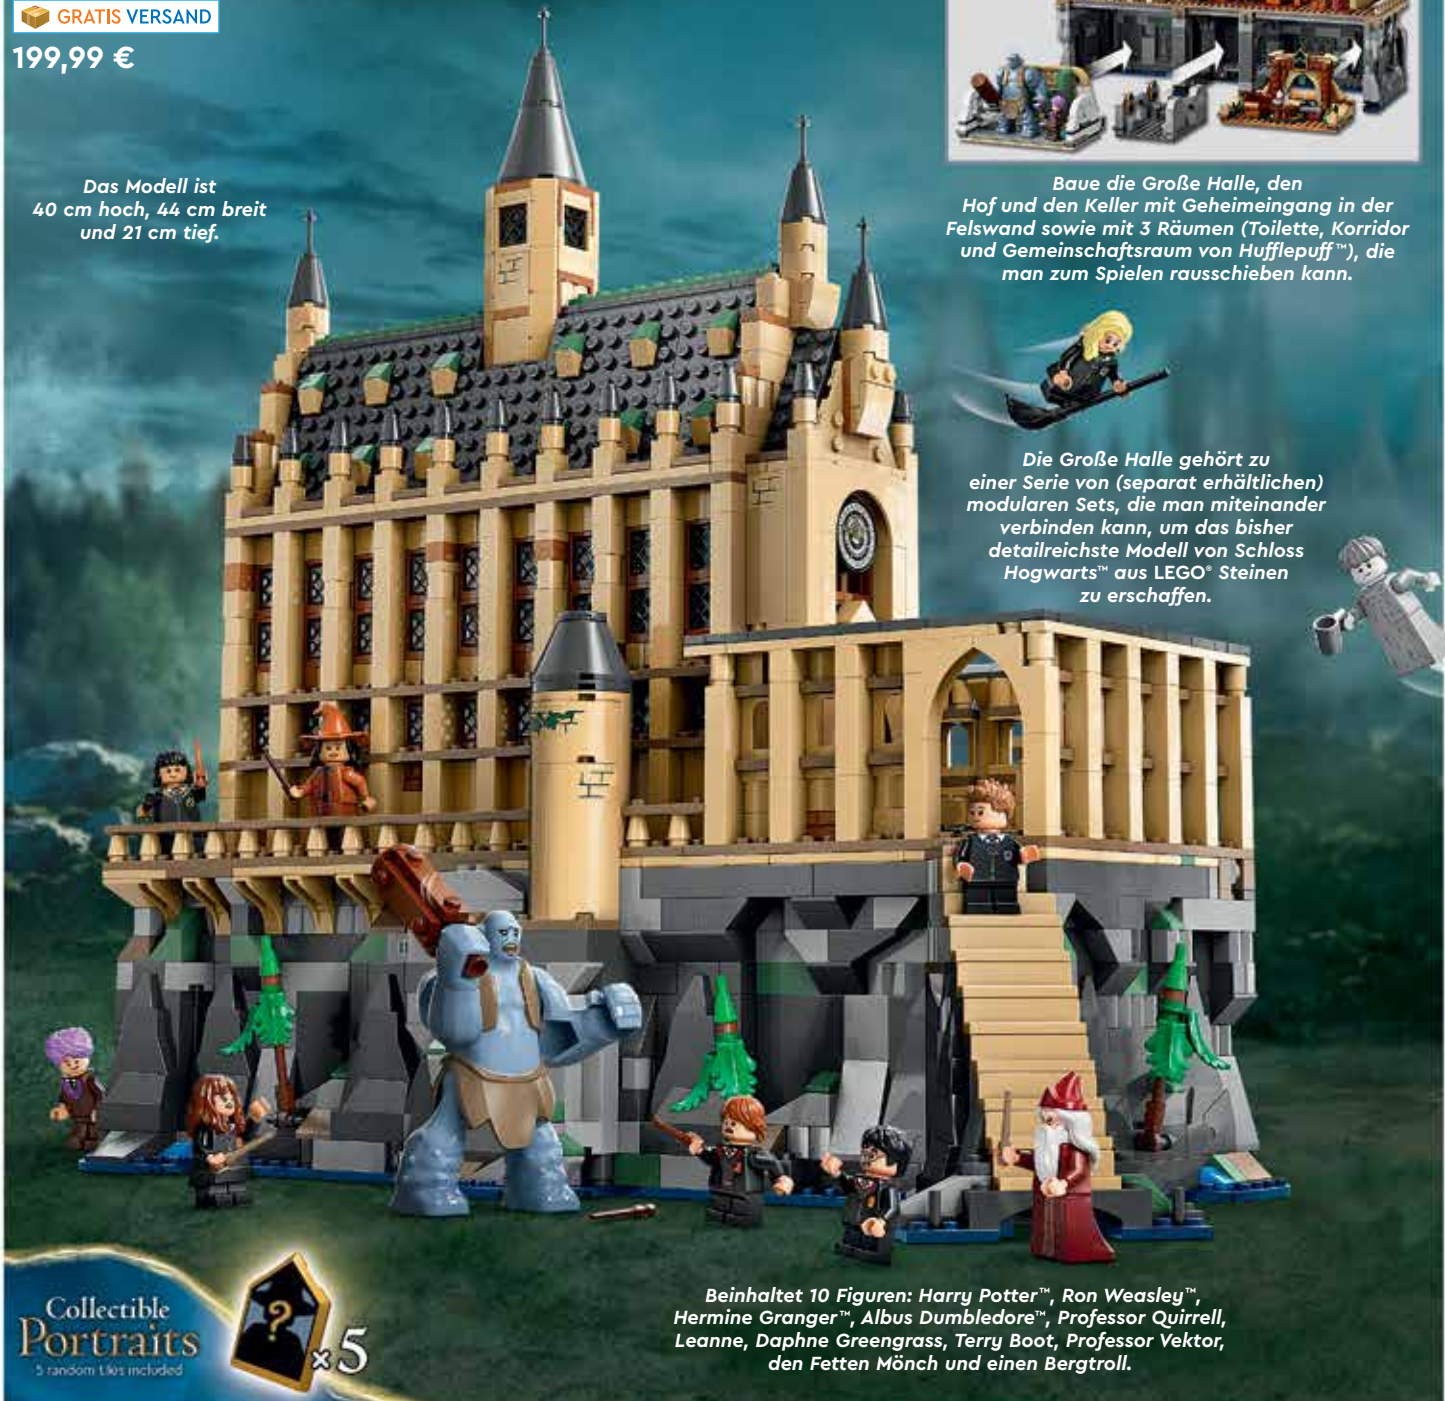 GRATIS VERSAND
199,99 €
Das Modell ist
40 cm hoch, 44 cm breit
und 21 cm tief.
Baue die Große Halle, den
Hof und den Keller mit Geheimeingang in der
Felswand sowie mit 3 Räumen (Toilette, Korridor
und Gemeinschaftsraum von Hufflepuff™), die
man zum Spielen rausschieben kann.
Die Große Halle gehört zu
einer Serie von (separat erhältlichen)
modularen Sets, die man miteinander
verbinden kann, um das bisher
detailreichste Modell von Schloss
Hogwarts™ aus LEGO® Steinen
zu erschaffen.
Collectible
Portraits
5 random tiles included
?
x5
Beinhaltet 10 Figuren: Harry Potter™, Ron Weasley™,
Hermine Granger™, Albus Dumbledore™, Professor Quirrell,
Leanne, Daphne Greengrass, Terry Boot, Professor Vektor,
den Fetten Mönch und einen Bergtroll.